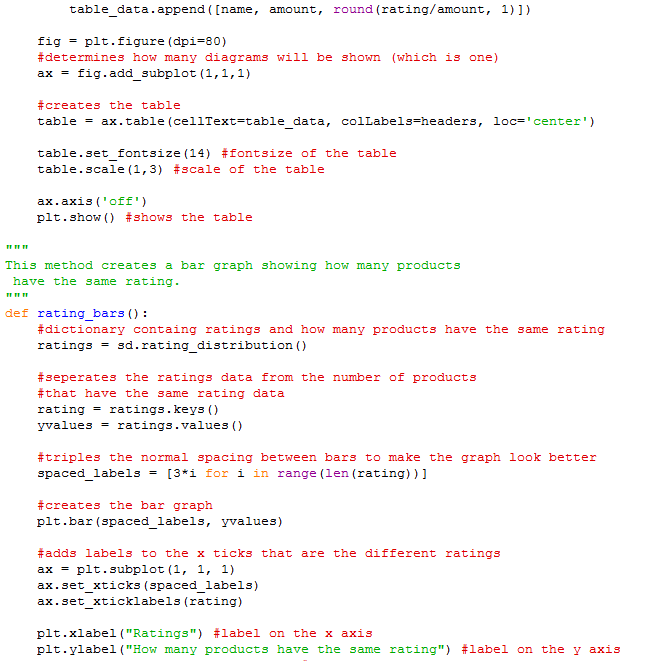 table_data.append([name, amount, round(rating/amount, 1)])

    fig = plt.figure(dpi=80)
    #determines how many diagrams will be shown (which is one)
    ax = fig.add_subplot(1,1,1)

    #creates the table
    table = ax.table(cellText=table_data, colLabels=headers, loc='center')

    table.set_fontsize(14) #fontsize of the table
    table.scale(1,3) #scale of the table

    ax.axis('off')
    plt.show() #shows the table

"""
This method creates a bar graph showing how many products
 have the same rating.
"""
def rating_bars():
    #dictionary containg ratings and how many products have the same rating
    ratings = sd.rating_distribution()

    #seperates the ratings data from the number of products
    #that have the same rating data
    rating = ratings.keys()
    yvalues = ratings.values()

    #triples the normal spacing between bars to make the graph look better
    spaced_labels = [3*i for i in range(len(rating))]

    #creates the bar graph
    plt.bar(spaced_labels, yvalues)

    #adds labels to the x ticks that are the different ratings
    ax = plt.subplot(1, 1, 1)
    ax.set_xticks(spaced_labels)
    ax.set_xticklabels(rating)

    plt.xlabel("Ratings") #label on the x axis
    plt.ylabel("How many products have the same rating") #label on the y axis